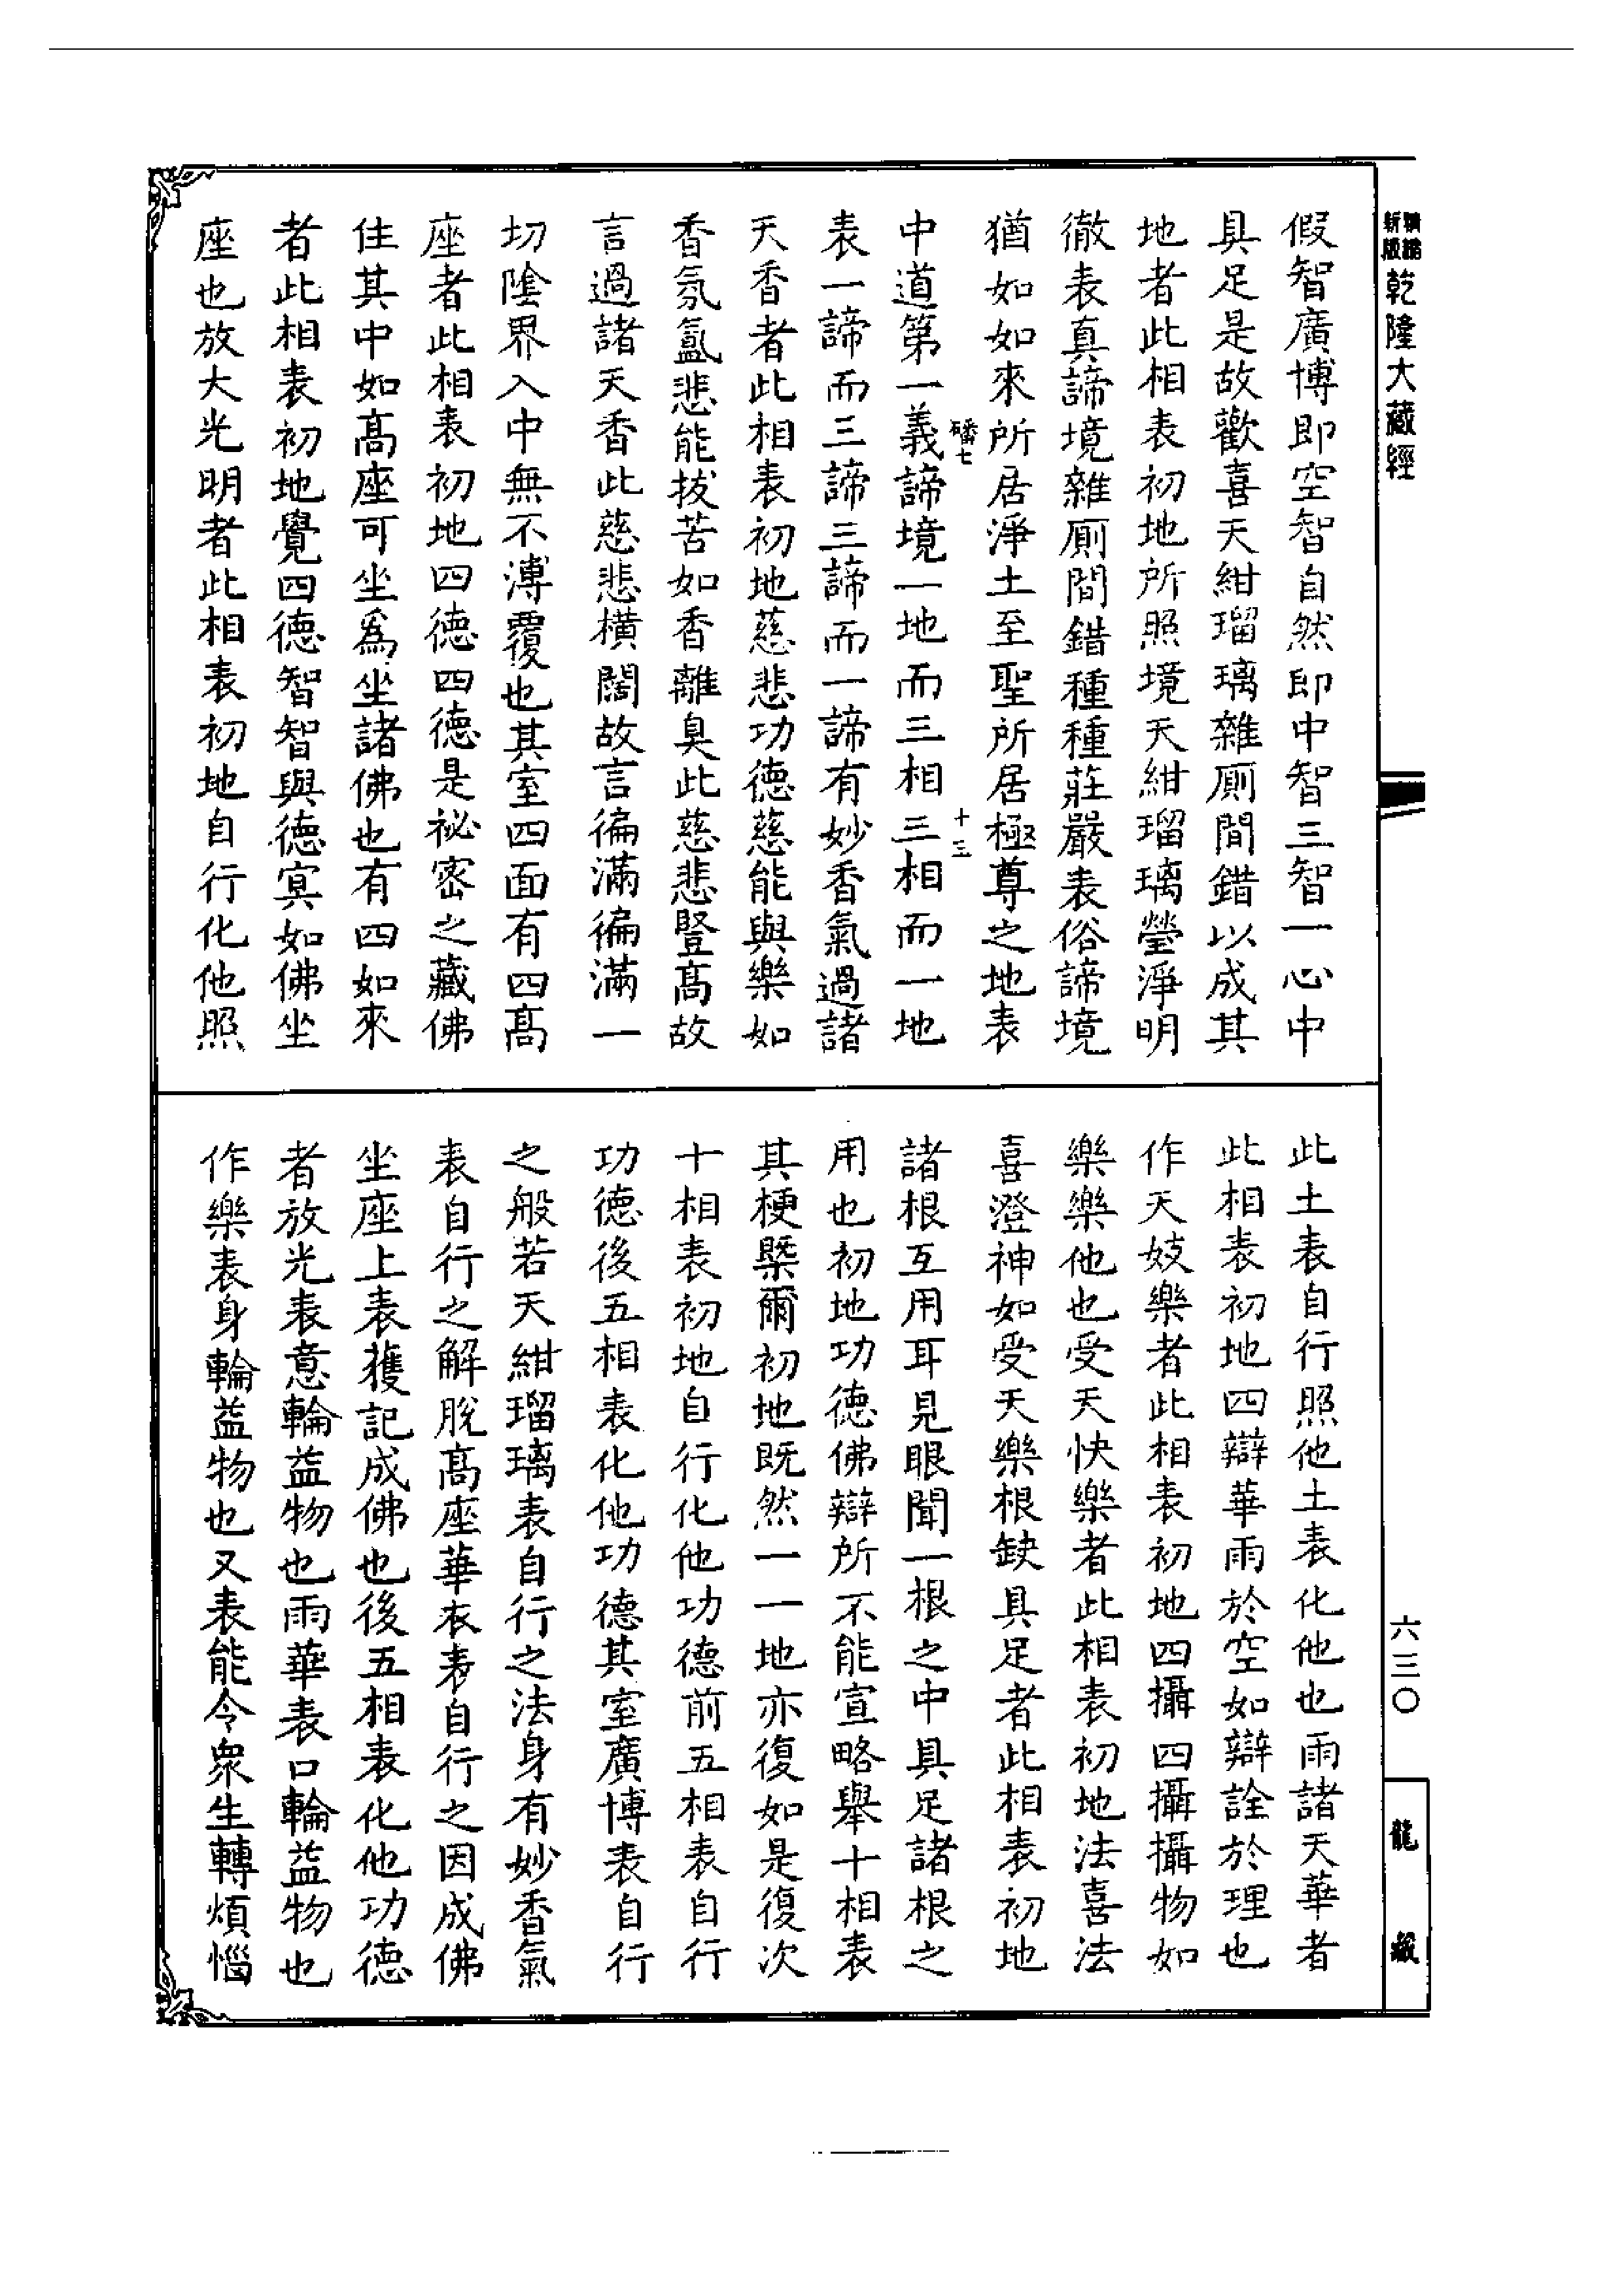 新版精縮乾隆大藏經
假智廣博即空智自然即中智三智一心中
具足是故歡喜天紺瑠璃雜廁間錯以成其
地者此相表初地所照境天紺瑠璃瑩淨明
徹表真諦境雜廁間錯種種莊嚴表俗諦境
猶如如來所居淨土至聖所居極尊之地表
磻七 十三
中道第一義諦境一地而三相三相而一地
表一諦而三諦三諦而一諦有妙香氣過諸
天香者此相表初地慈悲功德慈能與樂如
香氛氳悲能拔苦如香離臭此慈悲豎高故
言過諸天香此慈悲橫闊故言徧滿徧滿一
切陰界入中無不溥覆也其室四面有四高
座者此相表初地四德四德是祕密之藏佛
住其中如高座可坐為坐諸佛也有四如來
者此相表初地覺四德智智與德冥如佛坐
座也放大光明者此相表初地自行化他照
此土表自行照他土表化他也雨諸天華者
此相表初地四辯華雨於空如辯詮於理也
作天妓樂者此相表初地四攝四攝攝物如
樂樂他也受天快樂者此相表初地法喜法
喜澄神如受天樂根缺具足者此相表初地
諸根互用耳見眼聞一根之中具足諸根之
用也初地功德佛辯所不能宣略舉十相表
其梗槩爾初地既然一一地亦復如是復次
十相表初地自行化他功德前五相表自行
功德後五相表化他功德其室廣博表自行
之般若天紺瑠璃表自行之法身有妙香氣
表自行之解脫高座華衣表自行之因成佛
坐座上表獲記成佛也後五相表化他功德
者放光表意輪益物也雨華表口輪益物也
作樂表身輪益物也又表能令眾生轉煩惱
六三〇
龍藏